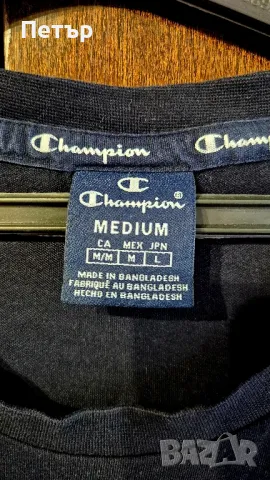 Петър
Champion Champion
Champion®
MEDIUM
CA MEX JPN
M/M M L
MADE IN BANGLADESH
FABRIQUÉ AU BANGLADESH
HECHO EN BANGLADESH
BAZAR